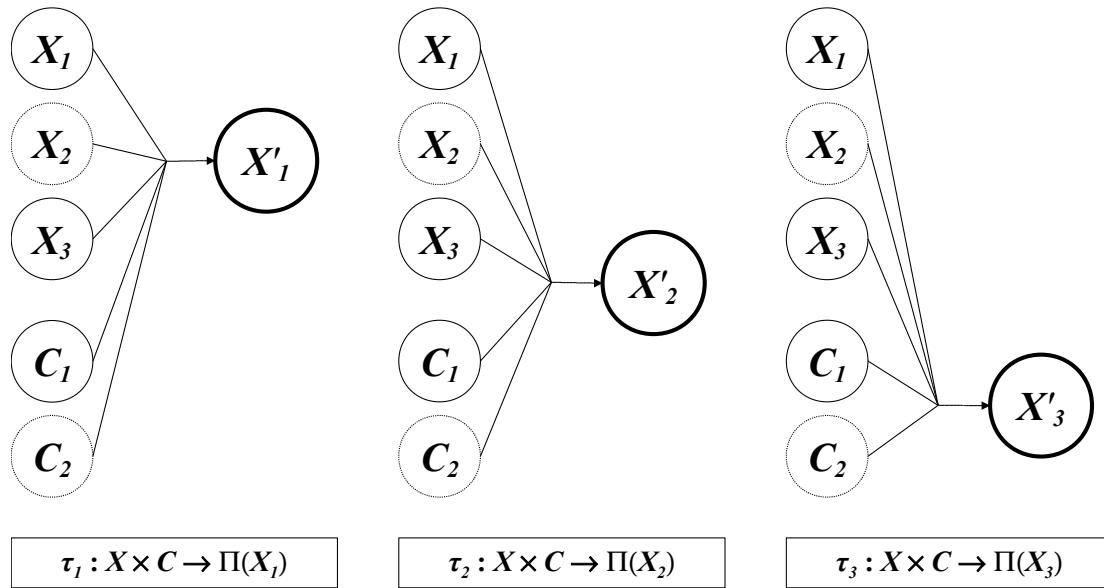 X₁
X₂
X'₁
X₃
C₁
C₂
τ₁ : X × C → Π(X₁)
X₁
X₂
X₃
X'₂
C₁
C₂
τ₂ : X × C → Π(X₂)
X₁
X₂
X₃
C₁
X'₃
C₂
τ₃ : X × C → Π(X₃)